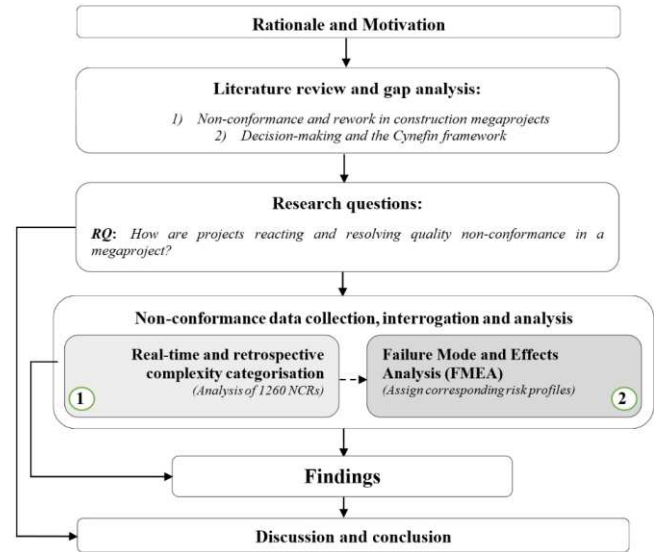 Rationale and Motivation
Literature review and gap analysis:
1) Non-conformance and rework in construction megaprojects
2) Decision-making and the Cynefin framework
Research questions:
RQ: How are projects reacting and resolving quality non-conformance in a
megaproject?
Non-conformance data collection, interrogation and analysis
Real-time and retrospective
complexity categorisation
(Analysis of 1260 NCRs)
1
Failure Mode and Effects
Analysis (FMEA)
(Assign corresponding risk profiles)
2
Findings
Discussion and conclusion